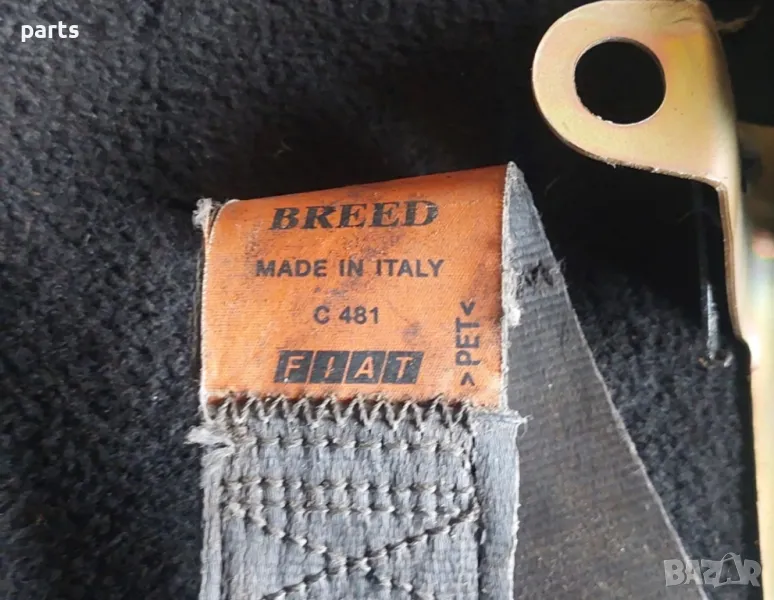 parts
BREED
MADE IN ITALY
C 481
>PET<
FIAT
BAZAR